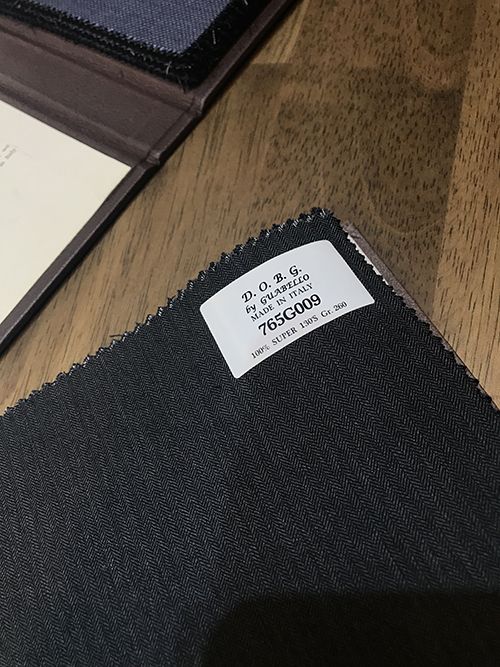 D. O. B. G.
by GUABELLO
MADE IN ITALY
765G009
100% SUPER 130'S Gr. 260